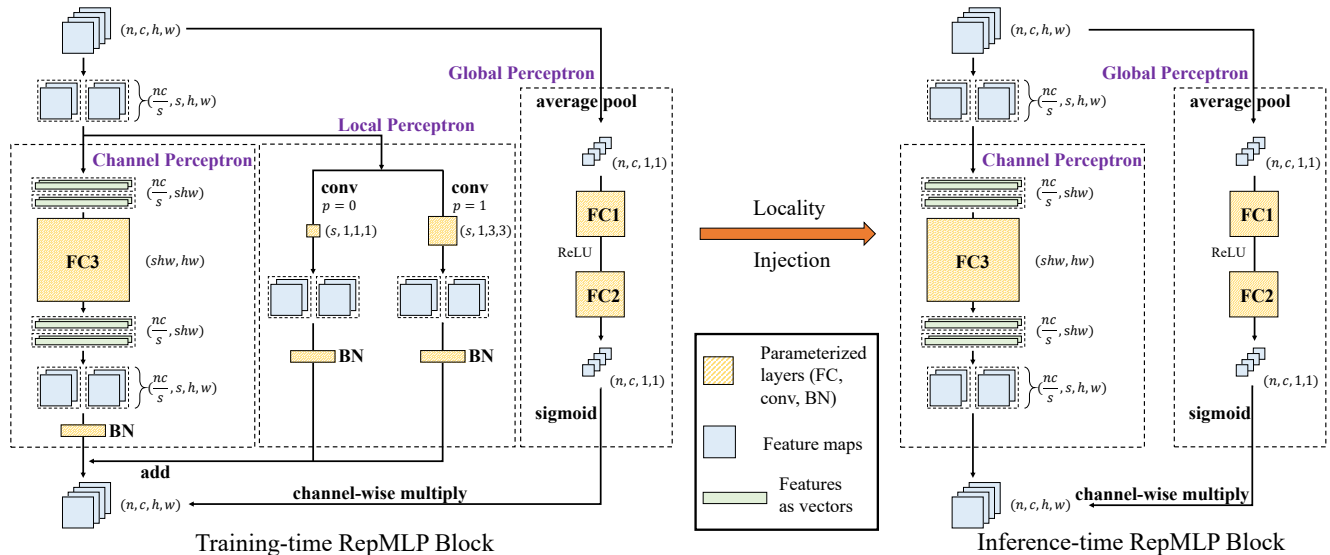 (n, c, h, w)
(nc/s, s, h, w)
Global Perceptron
average pool
Local Perceptron
Channel Perceptron
(nc/s, shw)
conv
p = 0
(s, 1,1,1)
conv
p = 1
(s, 1,3,3)
(n, c, 1,1)
FC1
ReLU
FC2
FC3
(shw, hw)
(nc/s, shw)
BN
BN
(nc/s, s, h, w)
(n, c, 1,1)
sigmoid
BN
add
channel-wise multiply
(n, c, h, w)
Training-time RepMLP Block
Locality
Injection
Parameterized
layers (FC,
conv, BN)
Feature maps
Features
as vectors
(n, c, h, w)
(nc/s, s, h, w)
Global Perceptron
average pool
Channel Perceptron
(nc/s, shw)
(n, c, 1,1)
FC1
ReLU
FC2
FC3
(shw, hw)
(nc/s, shw)
(nc/s, s, h, w)
(n, c, 1,1)
sigmoid
channel-wise multiply
(n, c, h, w)
Inference-time RepMLP Block